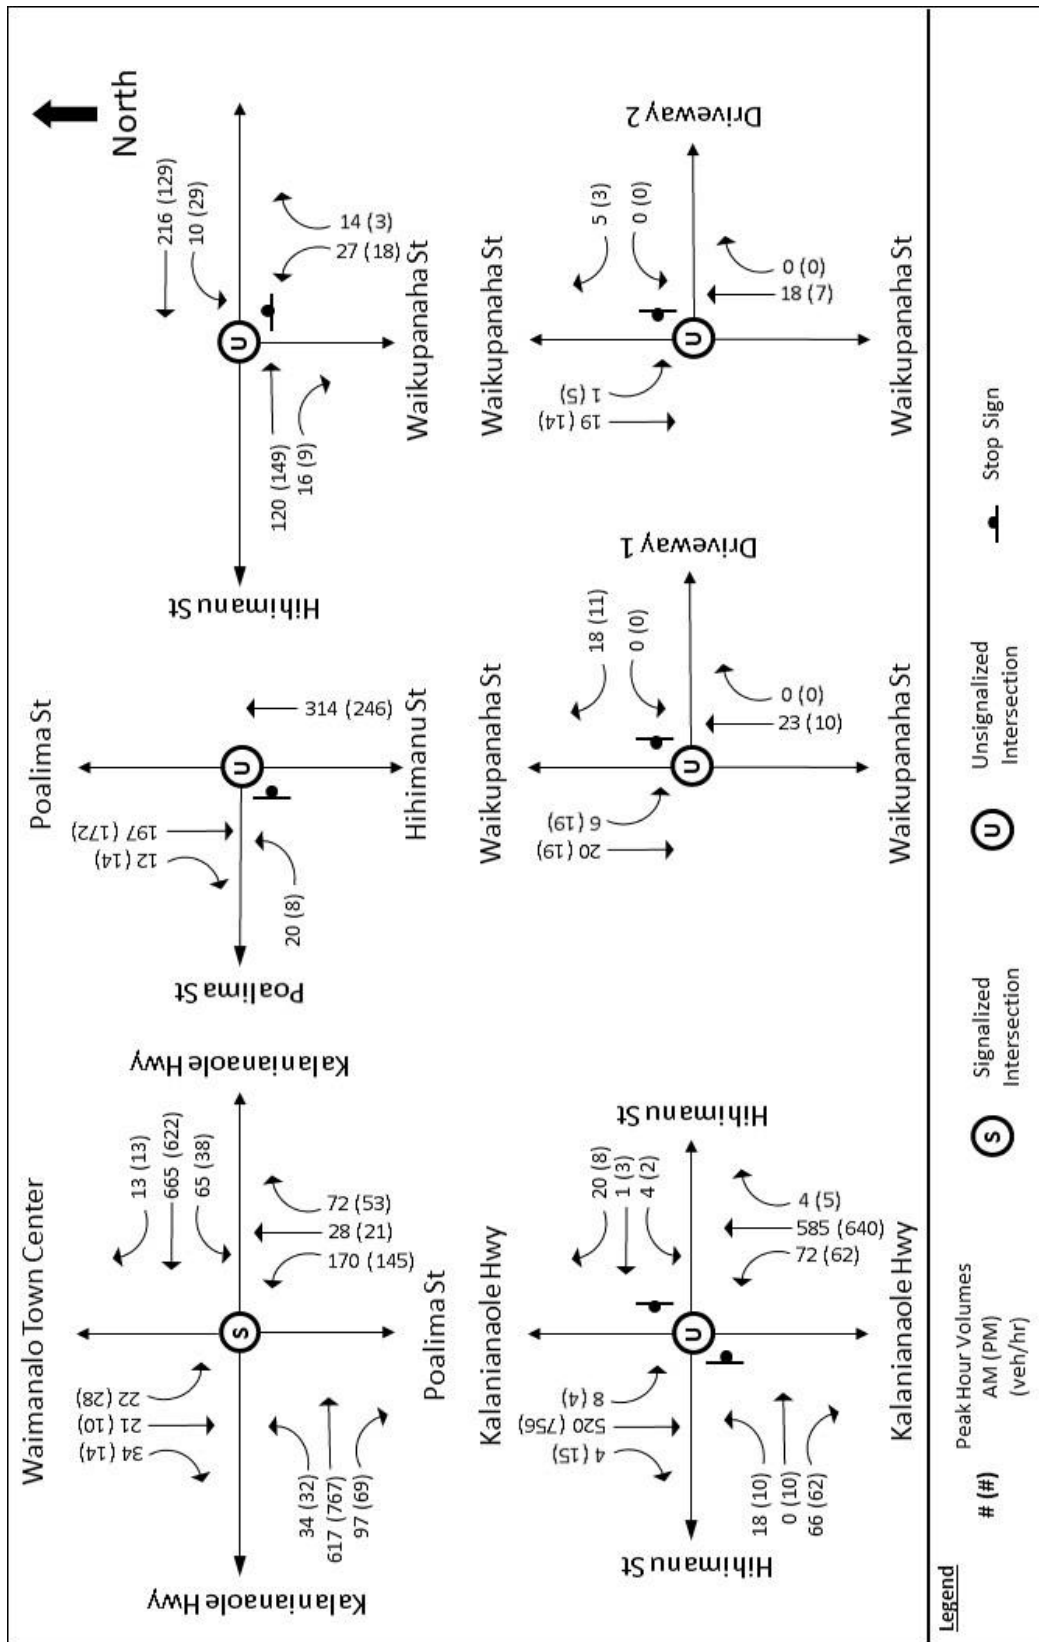 North
Waimanalo Town Center
Kalanianaole Hwy
Kalanianaole Hwy
Poalima St
22 (28)
21 (10)
34 (14)
13 (13)
665 (622)
65 (38)
34 (32)
617 (767)
97 (69)
72 (53)
28 (21)
170 (145)
S
Poalima St
Poalima St
Hihimanu St
197 (172)
12 (14)
20 (8)
314 (246)
U
Hihimanu St
Waikupanaha St
216 (129)
10 (29)
120 (149)
16 (9)
14 (3)
27 (18)
U
Kalanianaole Hwy
Hihimanu St
Hihimanu St
Kalanianaole Hwy
8 (4)
520 (756)
4 (15)
20 (8)
1 (3)
4 (2)
18 (10)
0 (10)
66 (62)
4 (5)
585 (640)
72 (62)
U
Waikupanaha St
Driveway 1
Waikupanaha St
6 (19)
20 (19)
18 (11)
0 (0)
0 (0)
23 (10)
U
Waikupanaha St
Driveway 2
Waikupanaha St
1 (5)
19 (14)
5 (3)
0 (0)
0 (0)
18 (7)
U
Legend
# (#)
Peak Hour Volumes
AM (PM)
(veh/hr)
S
Signalized
Intersection
U
Unsignalized
Intersection
Stop Sign